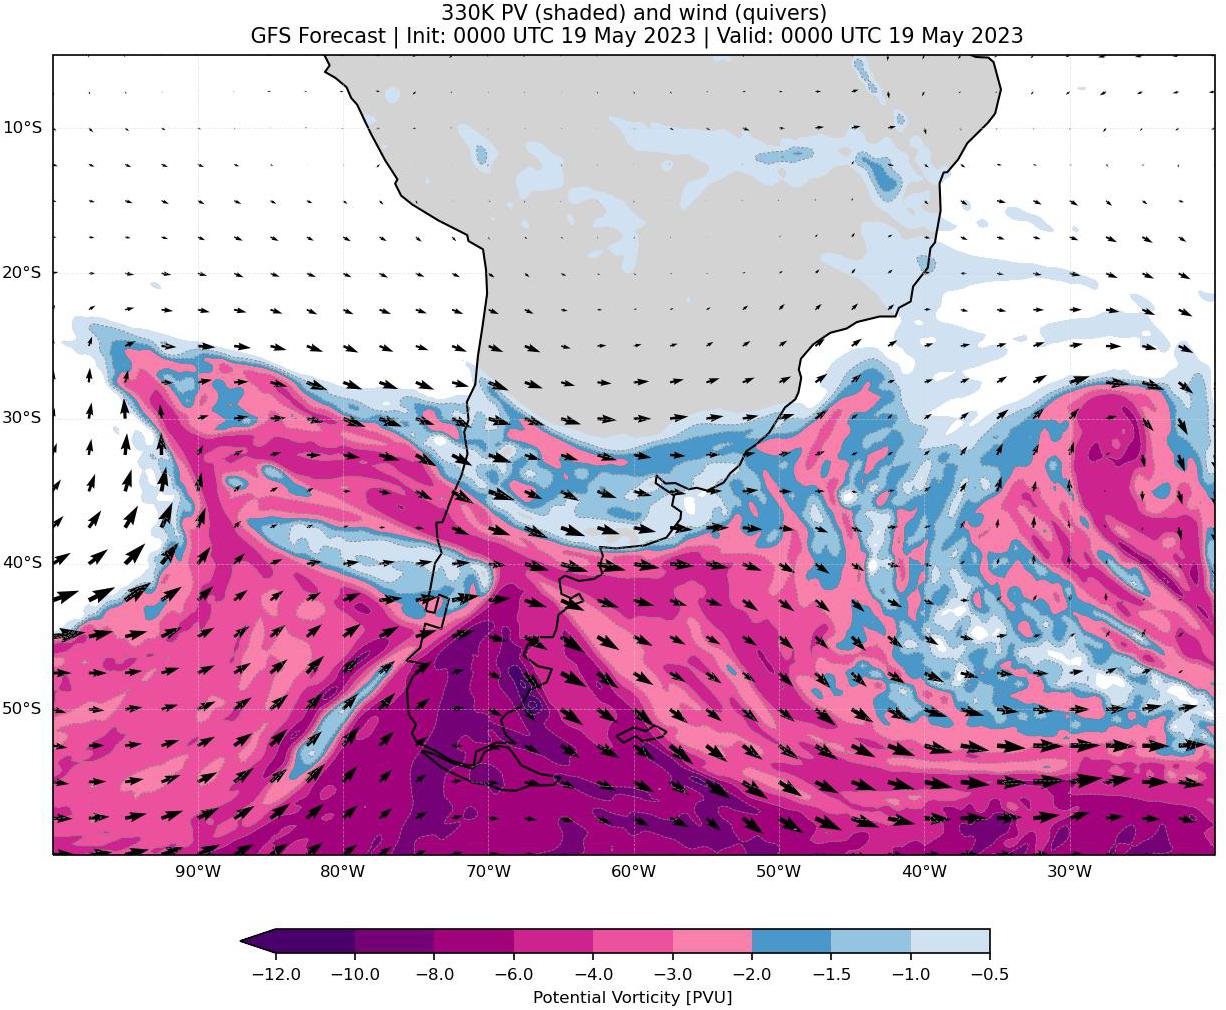 330K PV (shaded) and wind (quivers)
GFS Forecast | Init: 0000 UTC 19 May 2023 | Valid: 0000 UTC 19 May 2023
10°S
20°S
30°S
40°S
50°S
90°W 80°W 70°W 60°W 50°W 40°W 30°W
−12.0 −10.0 −8.0 −6.0 −4.0 −3.0 −2.0 −1.5 −1.0 −0.5
Potential Vorticity [PVU]